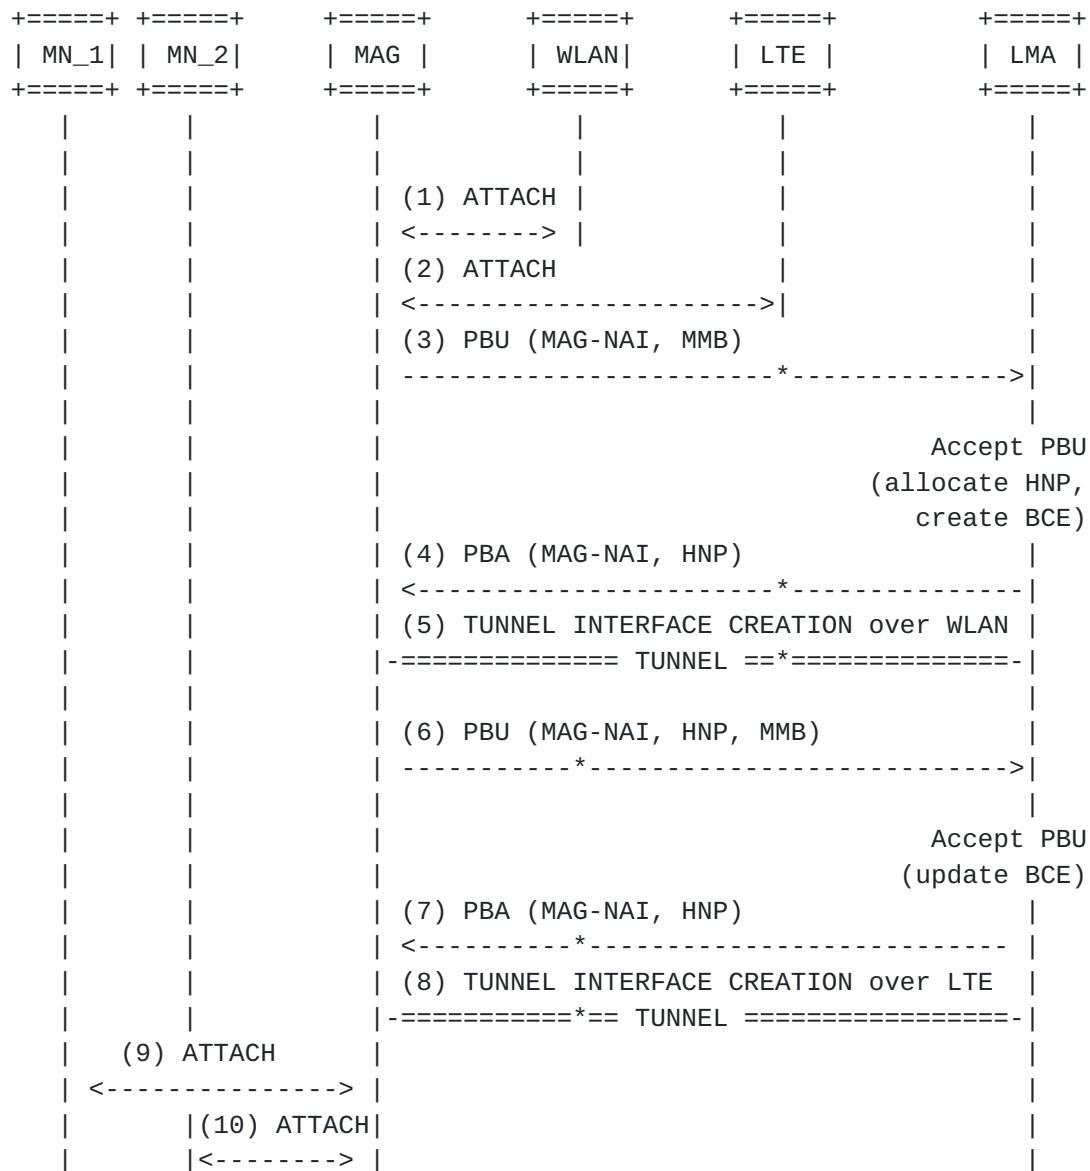 +=====+ +=====+     +=====+      +=====+      +=====+         +=====+
| MN_1| | MN_2|     | MAG |      | WLAN|      | LTE |         | LMA |
+=====+ +=====+     +=====+      +=====+      +=====+         +=====+
   |       |           |            |            |               |
   |       |           |            |            |               |
   |       |           | (1) ATTACH |            |               |
   |       |           | <--------> |            |               |
   |       |           | (2) ATTACH              |               |
   |       |           | <---------------------->|               |
   |       |           | (3) PBU (MAG-NAI, MMB)                  |
   |       |           | ------------------------*-------------->|
   |       |           |                                         |
   |       |           |                                   Accept PBU
   |       |           |                               (allocate HNP,
   |       |           |                                  create BCE)
   |       |           | (4) PBA (MAG-NAI, HNP)                  |
   |       |           | <-----------------------*---------------|
   |       |           | (5) TUNNEL INTERFACE CREATION over WLAN |
   |       |           |-============== TUNNEL ==*==============-|
   |       |           |                                         |
   |       |           | (6) PBU (MAG-NAI, HNP, MMB)             |
   |       |           | -----------*--------------------------->|
   |       |           |                                         |
   |       |           |                                   Accept PBU
   |       |           |                                 (update BCE)
   |       |           | (7) PBA (MAG-NAI, HNP)                  |
   |       |           | <----------*--------------------------- |
   |       |           | (8) TUNNEL INTERFACE CREATION over LTE  |
   |       |           |-===========*== TUNNEL =================-|
   |   (9) ATTACH      |                                         |
   | <---------------> |                                         |
   |       |(10) ATTACH|                                         |
   |       |<--------> |                                         |